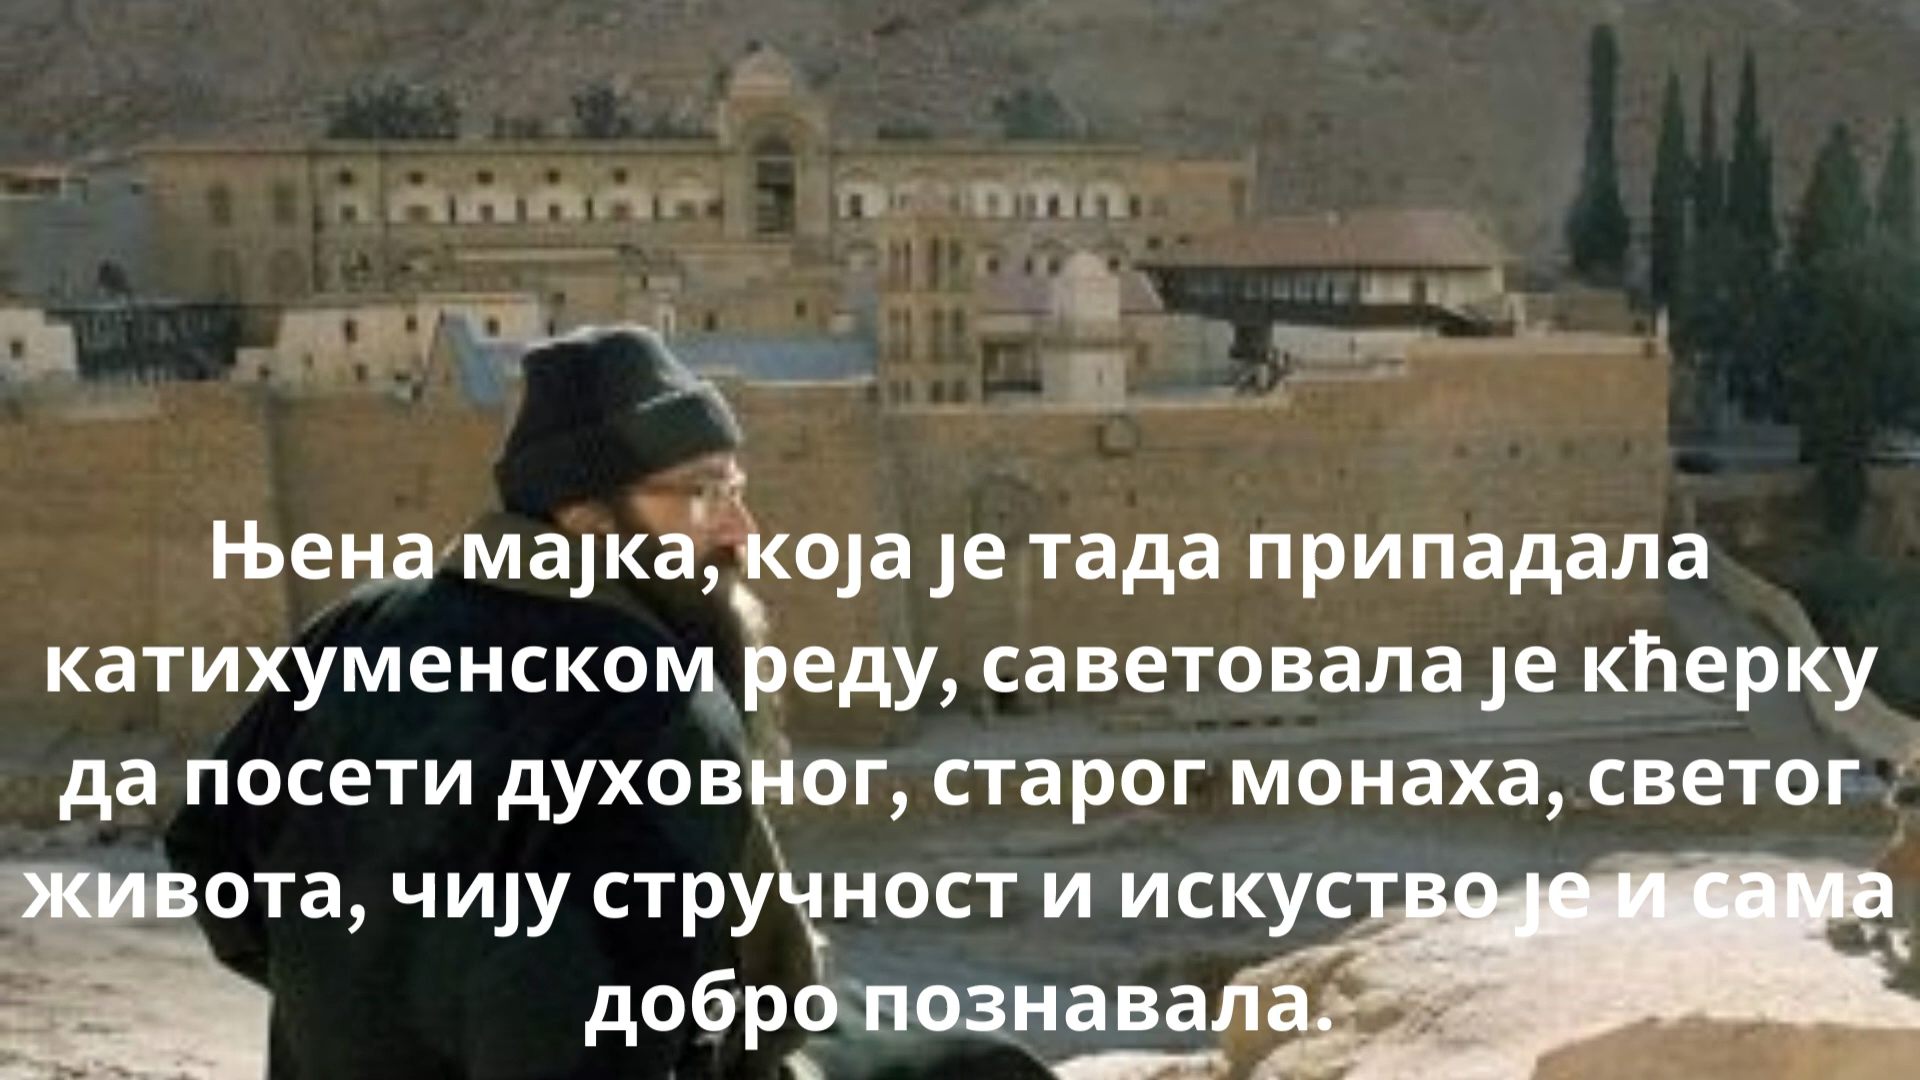 Њена мајка, која је тада припадала
катихуменском реду, саветовала је кћерку
да посети духовног, старог монаха, светог
живота, чију стручност и искуство је и сама
добро познавала.